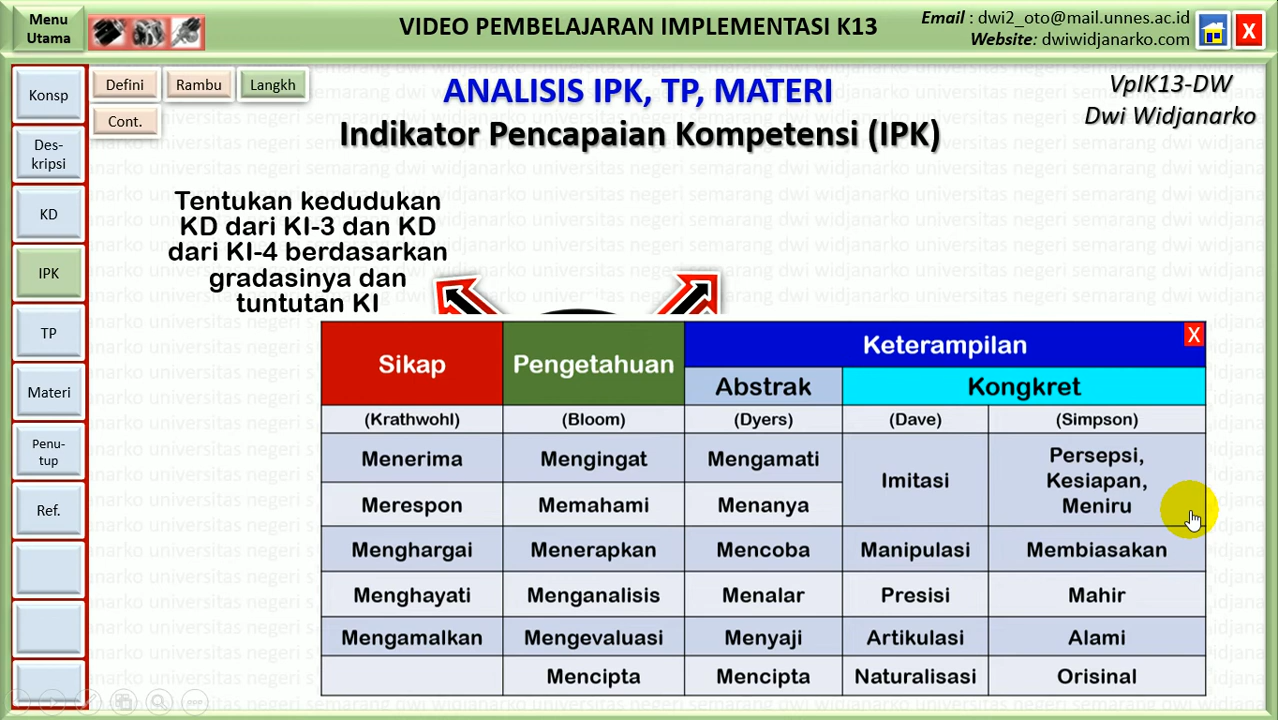 Menu
Utama
VIDEO PEMBELAJARAN IMPLEMENTASI K13
Email : dwi2_oto@mail.unnes.ac.id
Website: dwiwidjanarko.com
X
Konsp
Des-
kripsi
KD
IPK
TP
Materi
Penu-
tup
Ref.
Defini
Rambu
Langkh
Cont.
ANALISIS IPK, TP, MATERI
Indikator Pencapaian Kompetensi (IPK)
VpIK13-DW
Dwi Widjanarko
Tentukan kedudukan
KD dari KI-3 dan KD
dari KI-4 berdasarkan
gradasinya dan
tuntutan KI
X
Sikap Pengetahuan Keterampilan
Abstrak Kongkret
(Krathwohl) (Bloom) (Dyers) (Dave) (Simpson)
Menerima Mengingat Mengamati Imitasi Persepsi,
Kesiapan,
Meniru
Merespon Memahami Menanya
Menghargai Menerapkan Mencoba Manipulasi Membiasakan
Menghayati Menganalisis Menalar Presisi Mahir
Mengamalkan Mengevaluasi Menyaji Artikulasi Alami
Mencipta Mencipta Naturalisasi Orisinal